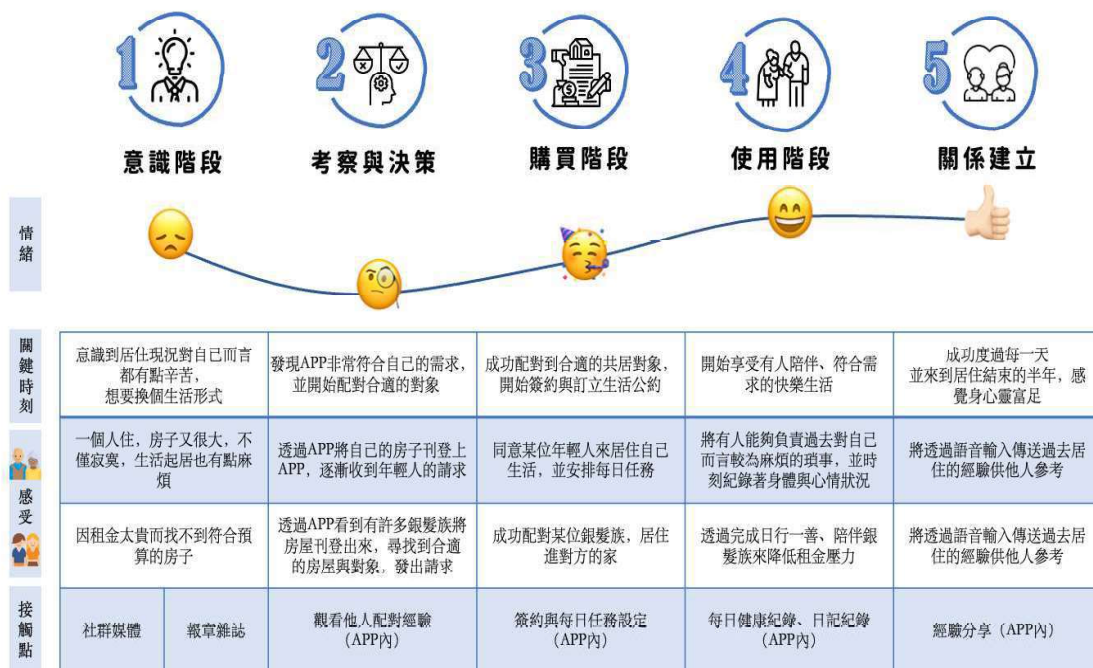 1
2
3
4
5
意識階段
考察與決策
購買階段
使用階段
關係建立
情緒
關鍵時刻
意識到居住現況對自己而言
都有點辛苦，
想要換個生活形式
發現APP非常符合自己的需求，
並開始配對合適的對象
成功配對到合適的共居對象，
開始簽約與訂立生活公約
開始享受有人陪伴、符合需
求的快樂生活
成功度過每一天
並來到居住結束的半年，感
覺身心靈富足
感受
一個人住，房子又很大，不
僅寂寞，生活起居也有點麻
煩
透過APP將自己的房子刊登上
APP，逐漸收到年輕人的請求
同意某位年輕人來居住自己
生活，並安排每日任務
將有人能夠負責過去對自己
而言較為麻煩的瑣事，並時
刻紀錄著身體與心情狀況
將透過語音輸入傳送過去居
住的經驗供他人參考
因租金太貴而找不到符合預
算的房子
透過APP看到有許多銀髮族將
房屋刊登出來，尋找到合適
的房屋與對象，發出請求
成功配對某位銀髮族，居住
進對方的家
透過完成日行一善、陪伴銀
髮族來降低租金壓力
將透過語音輸入傳送過去居
住的經驗供他人參考
接觸點
社群媒體
報章雜誌
觀看他人配對經驗
（APP內）
簽約與每日任務設定
（APP內）
每日健康紀錄、日記紀錄
（APP內）
經驗分享（APP內）